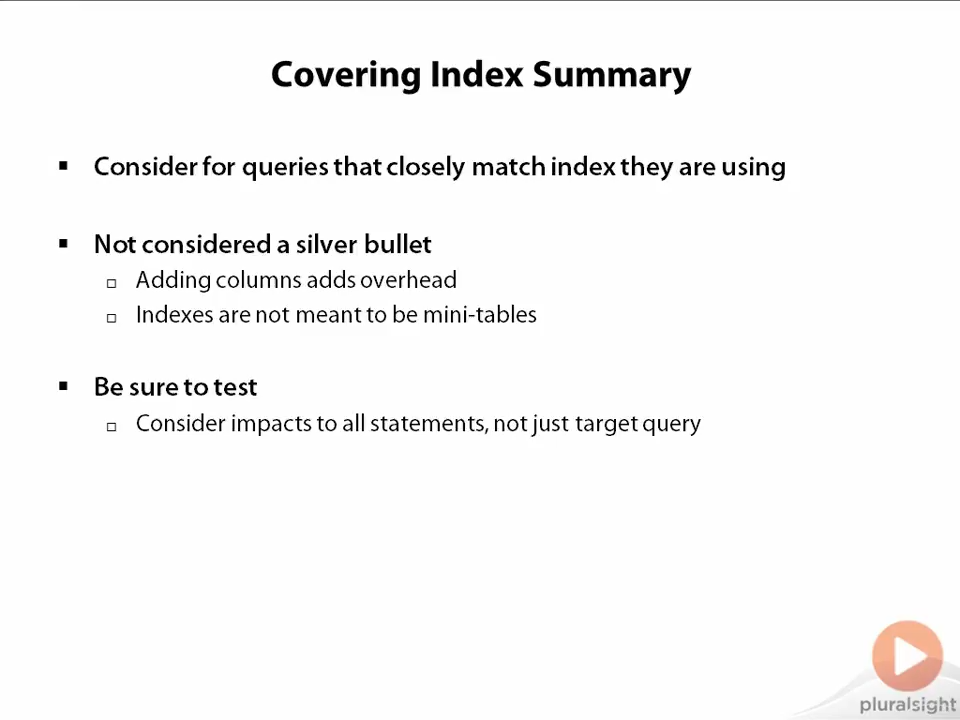 Covering Index Summary
Consider for queries that closely match index they are using
Not considered a silver bullet
Adding columns adds overhead
Indexes are not meant to be mini-tables
Be sure to test
Consider impacts to all statements, not just target query
pluralsight